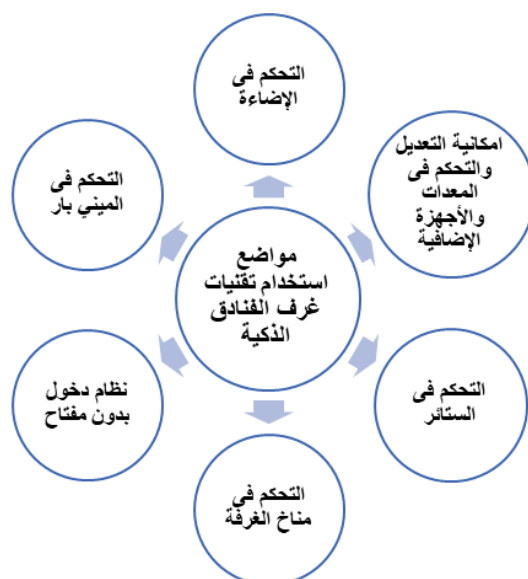 التحكم فى
الإضاءة
امكانية التعديل
والتحكم فى
المعدات
والأجهزة
الإضافية
التحكم فى
الميني بار
مواضع
استخدام تقنيات
غرف الفنادق
الذكية
التحكم فى
الستائر
نظام دخول
بدون مفتاح
التحكم فى
مناخ الغرفة